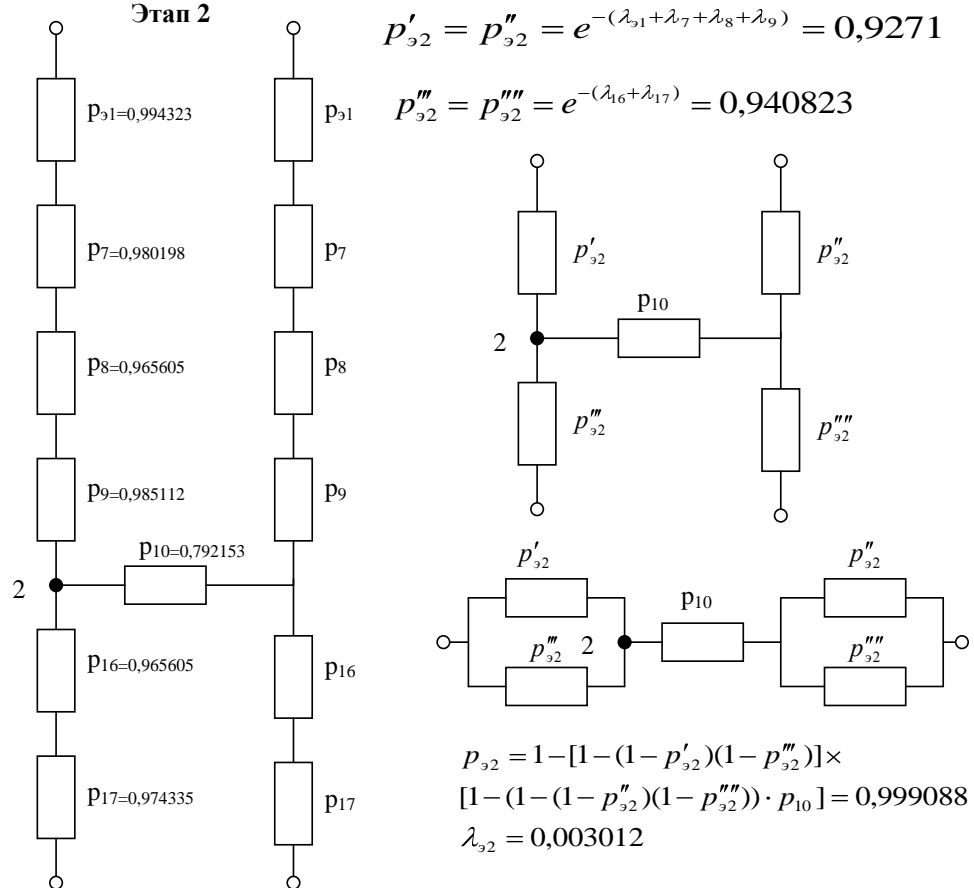 Этап 2
p′э2 = p″э2 = e^−(λэ1+λ7+λ8+λ9) = 0,9271
p‴э2 = p⁗э2 = e^−(λ16+λ17) = 0,940823
pэ1=0,994323
pэ1
p7=0,980198
p7
p8=0,965605
p8
p9=0,985112
p9
p10=0,792153
2
p16=0,965605
p16
p17=0,974335
p17
p′э2
p″э2
p10
2
p‴э2
p⁗э2
p′э2
p″э2
p10
p‴э2
2
p⁗э2
pэ2 = 1−[1−(1−p′э2)(1−p‴э2)]×
[1−(1−(1−p″э2)(1−p⁗э2))·p10] = 0,999088
λэ2 = 0,003012